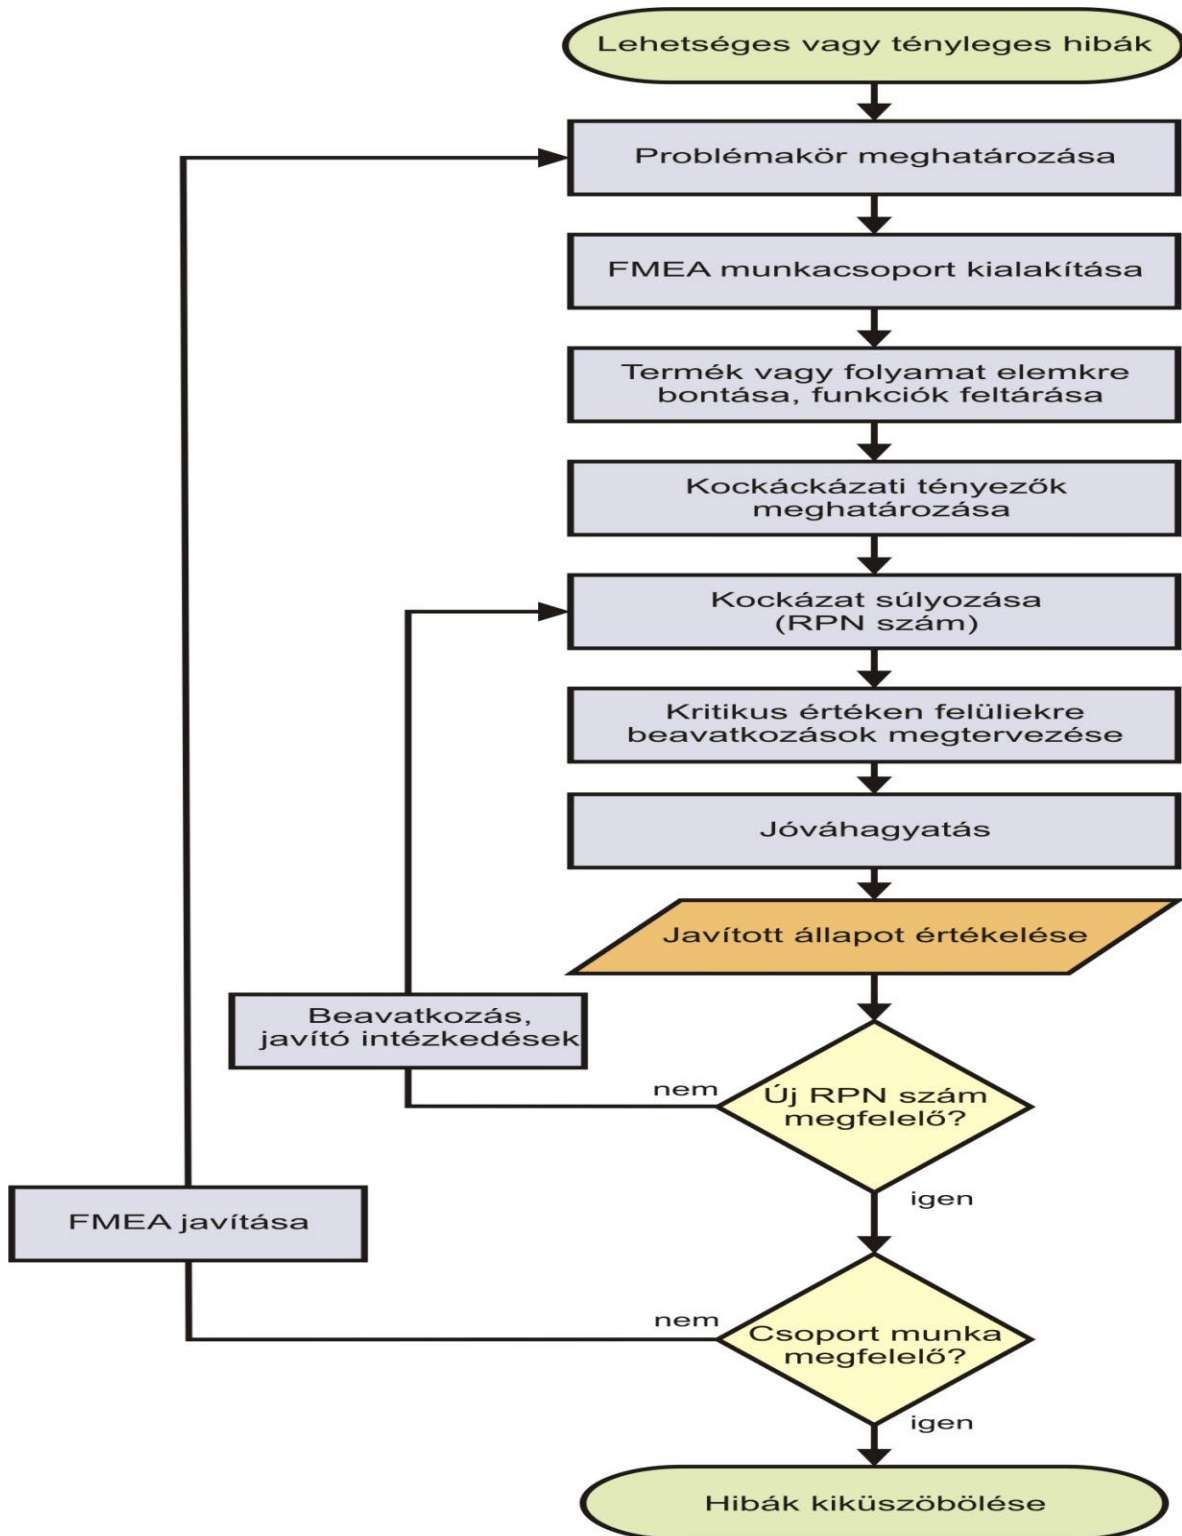 Lehetséges vagy tényleges hibák
Problémakör meghatározása
FMEA munkacsoport kialakítása
Termék vagy folyamat elemkre
bontása, funkciók feltárása
Kockáckázati tényezők
meghatározása
Kockázat súlyozása
(RPN szám)
Kritikus értéken felüliekre
beavatkozások megtervezése
Jóváhagyatás
Javított állapot értékelése
Beavatkozás,
javító intézkedések
nem
Új RPN szám
megfelelő?
igen
FMEA javítása
nem
Csoport munka
megfelelő?
igen
Hibák kiküszöbölése